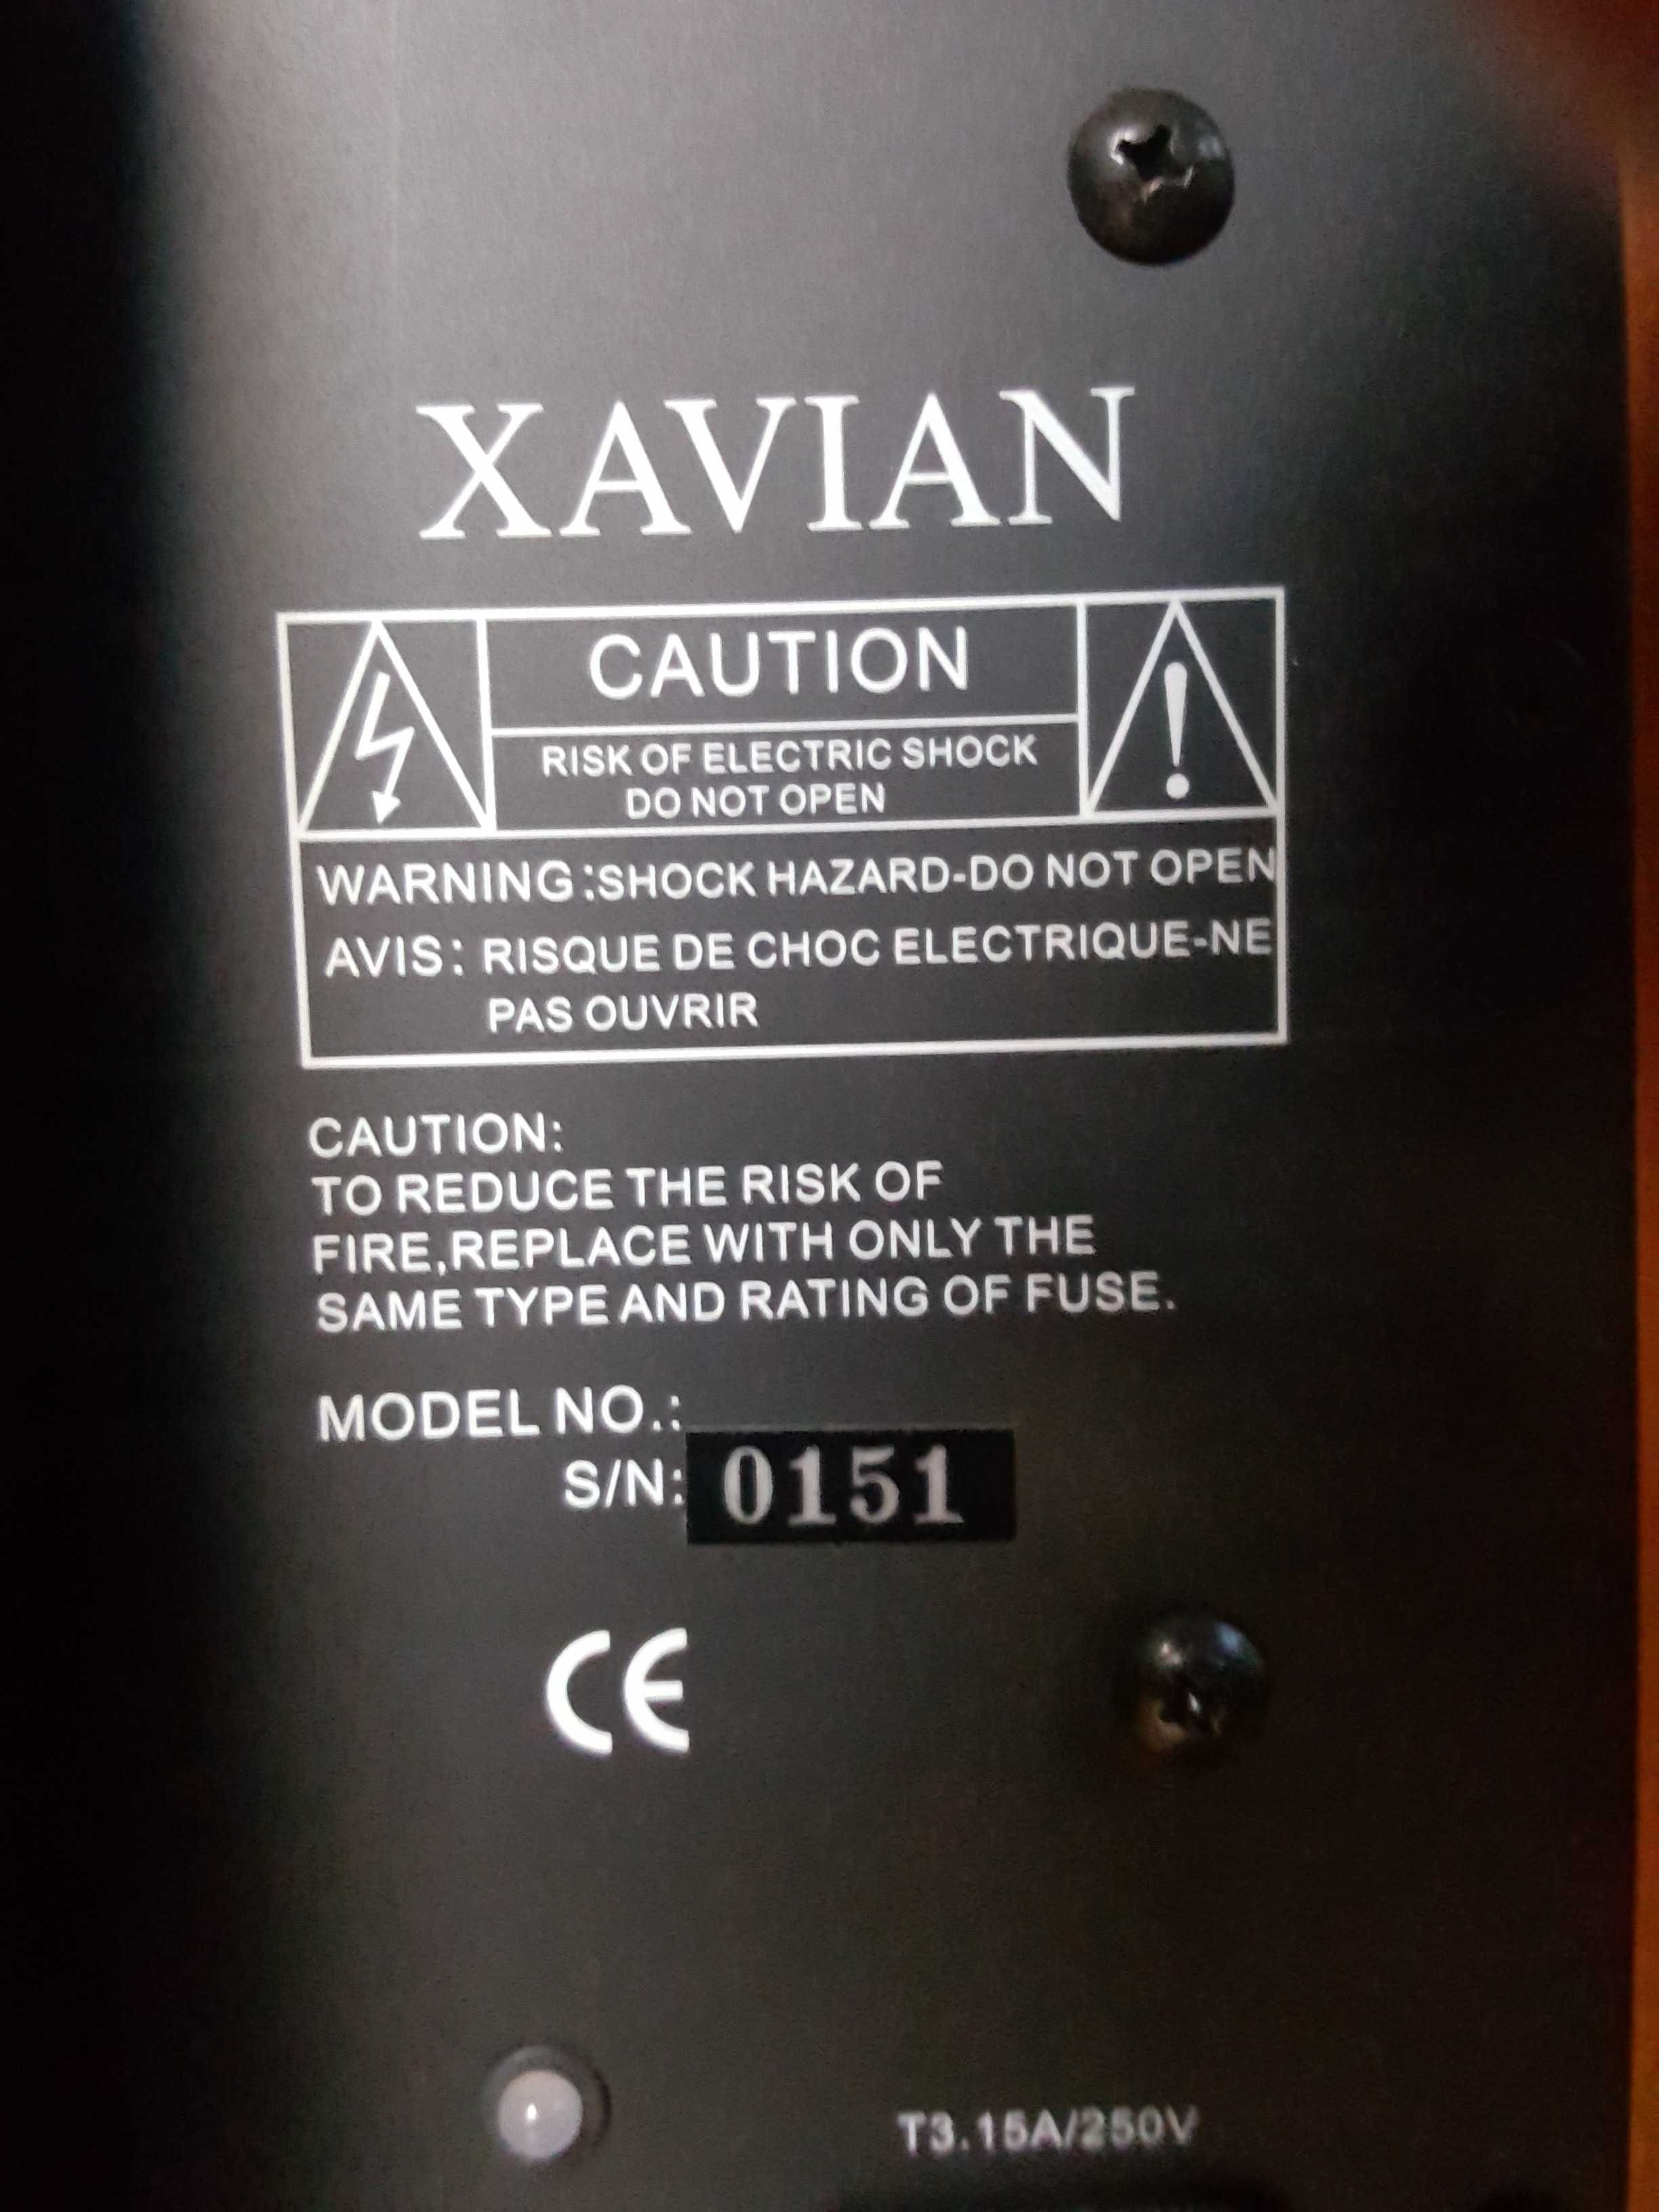 XAVIAN
CAUTION
RISK OF ELECTRIC SHOCK
DO NOT OPEN
WARNING:SHOCK HAZARD-DO NOT OPEN
AVIS: RISQUE DE CHOC ELECTRIQUE-NE
PAS OUVRIR
CAUTION:
TO REDUCE THE RISK OF
FIRE,REPLACE WITH ONLY THE
SAME TYPE AND RATING OF FUSE.
MODEL NO.:
S/N: 0151
CE
T3.15A/250V